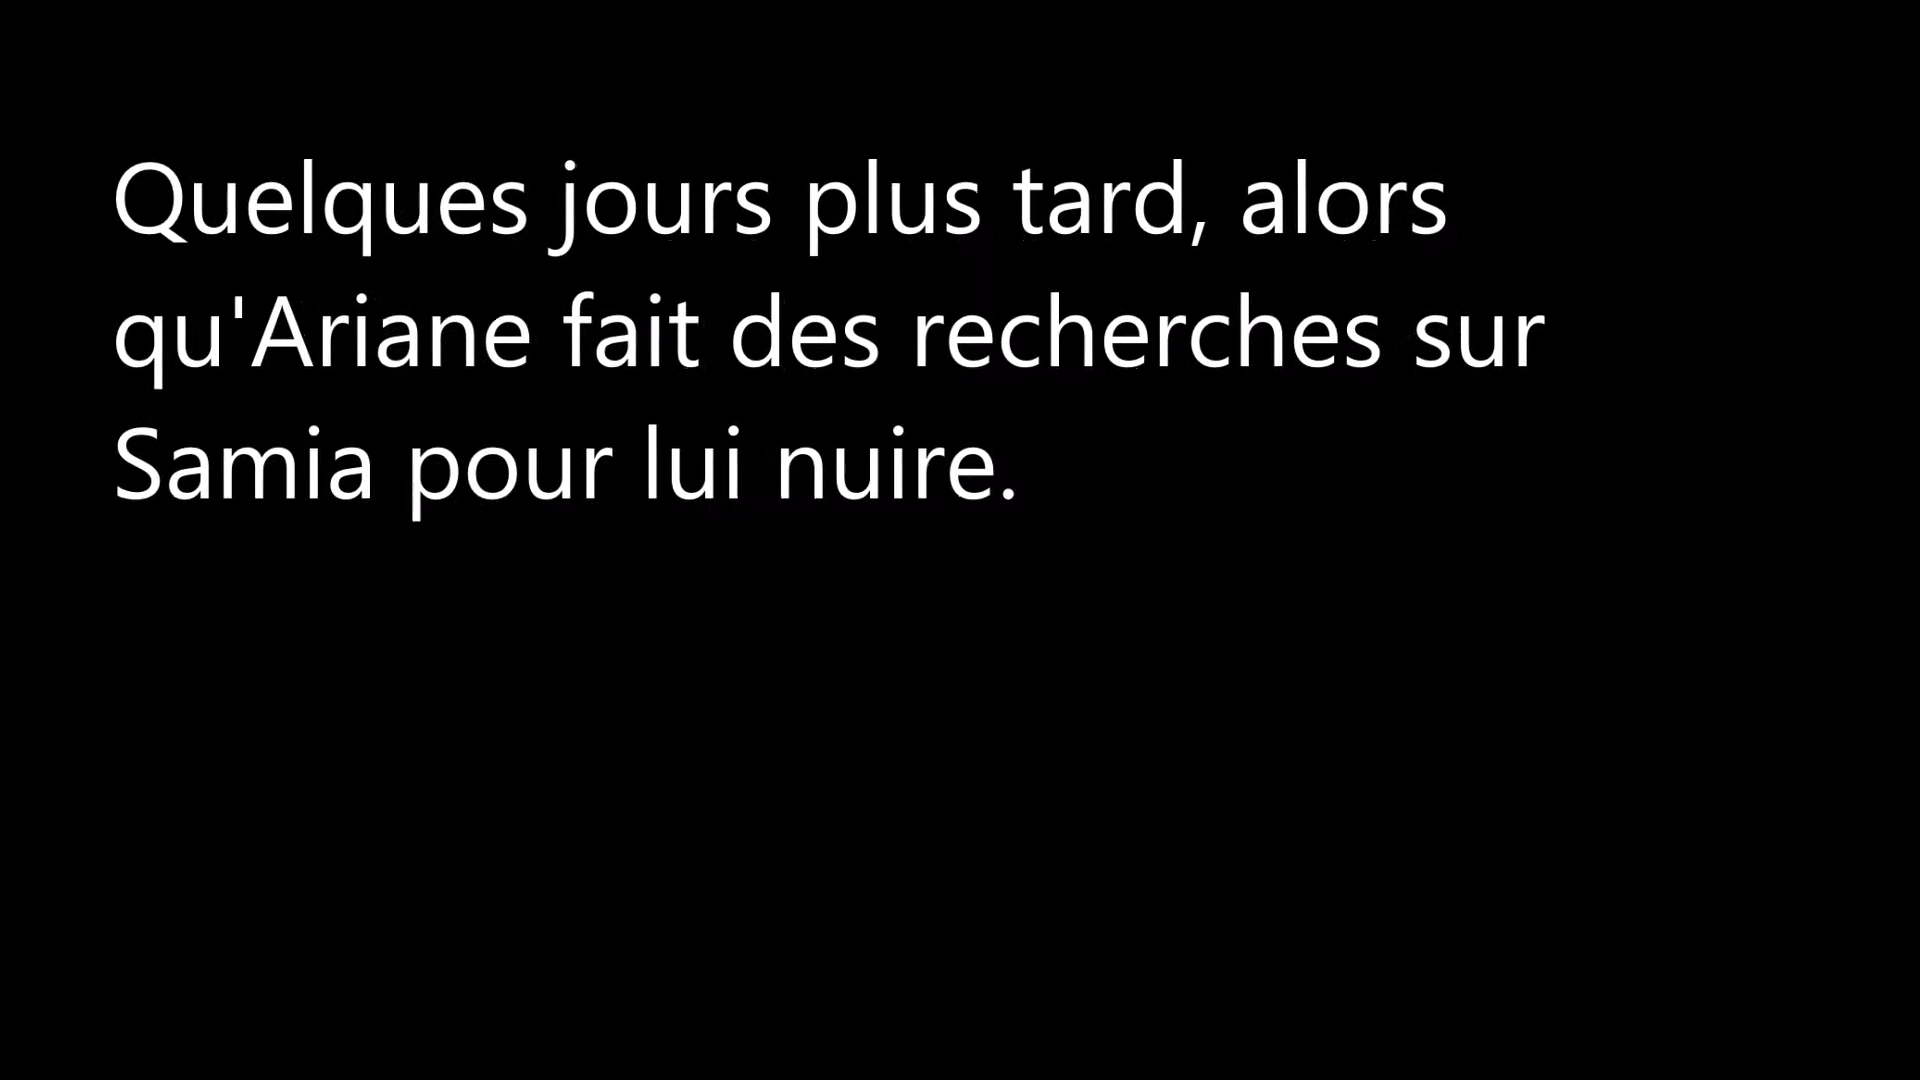 Quelques jours plus tard, alors
qu'Ariane fait des recherches sur
Samia pour lui nuire.